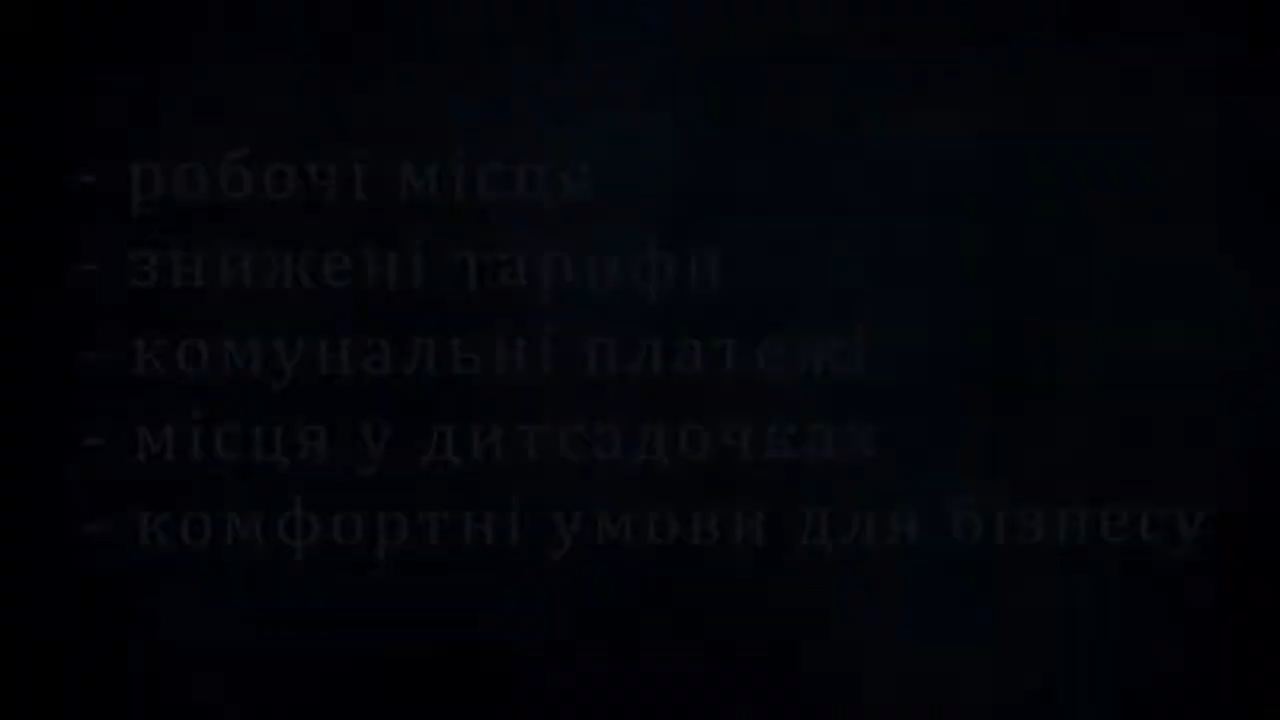 - робочі місця
- знижені тарифи
- комунальні платежі
- місця у дитсадочках
- комфортні умови для бізнесу